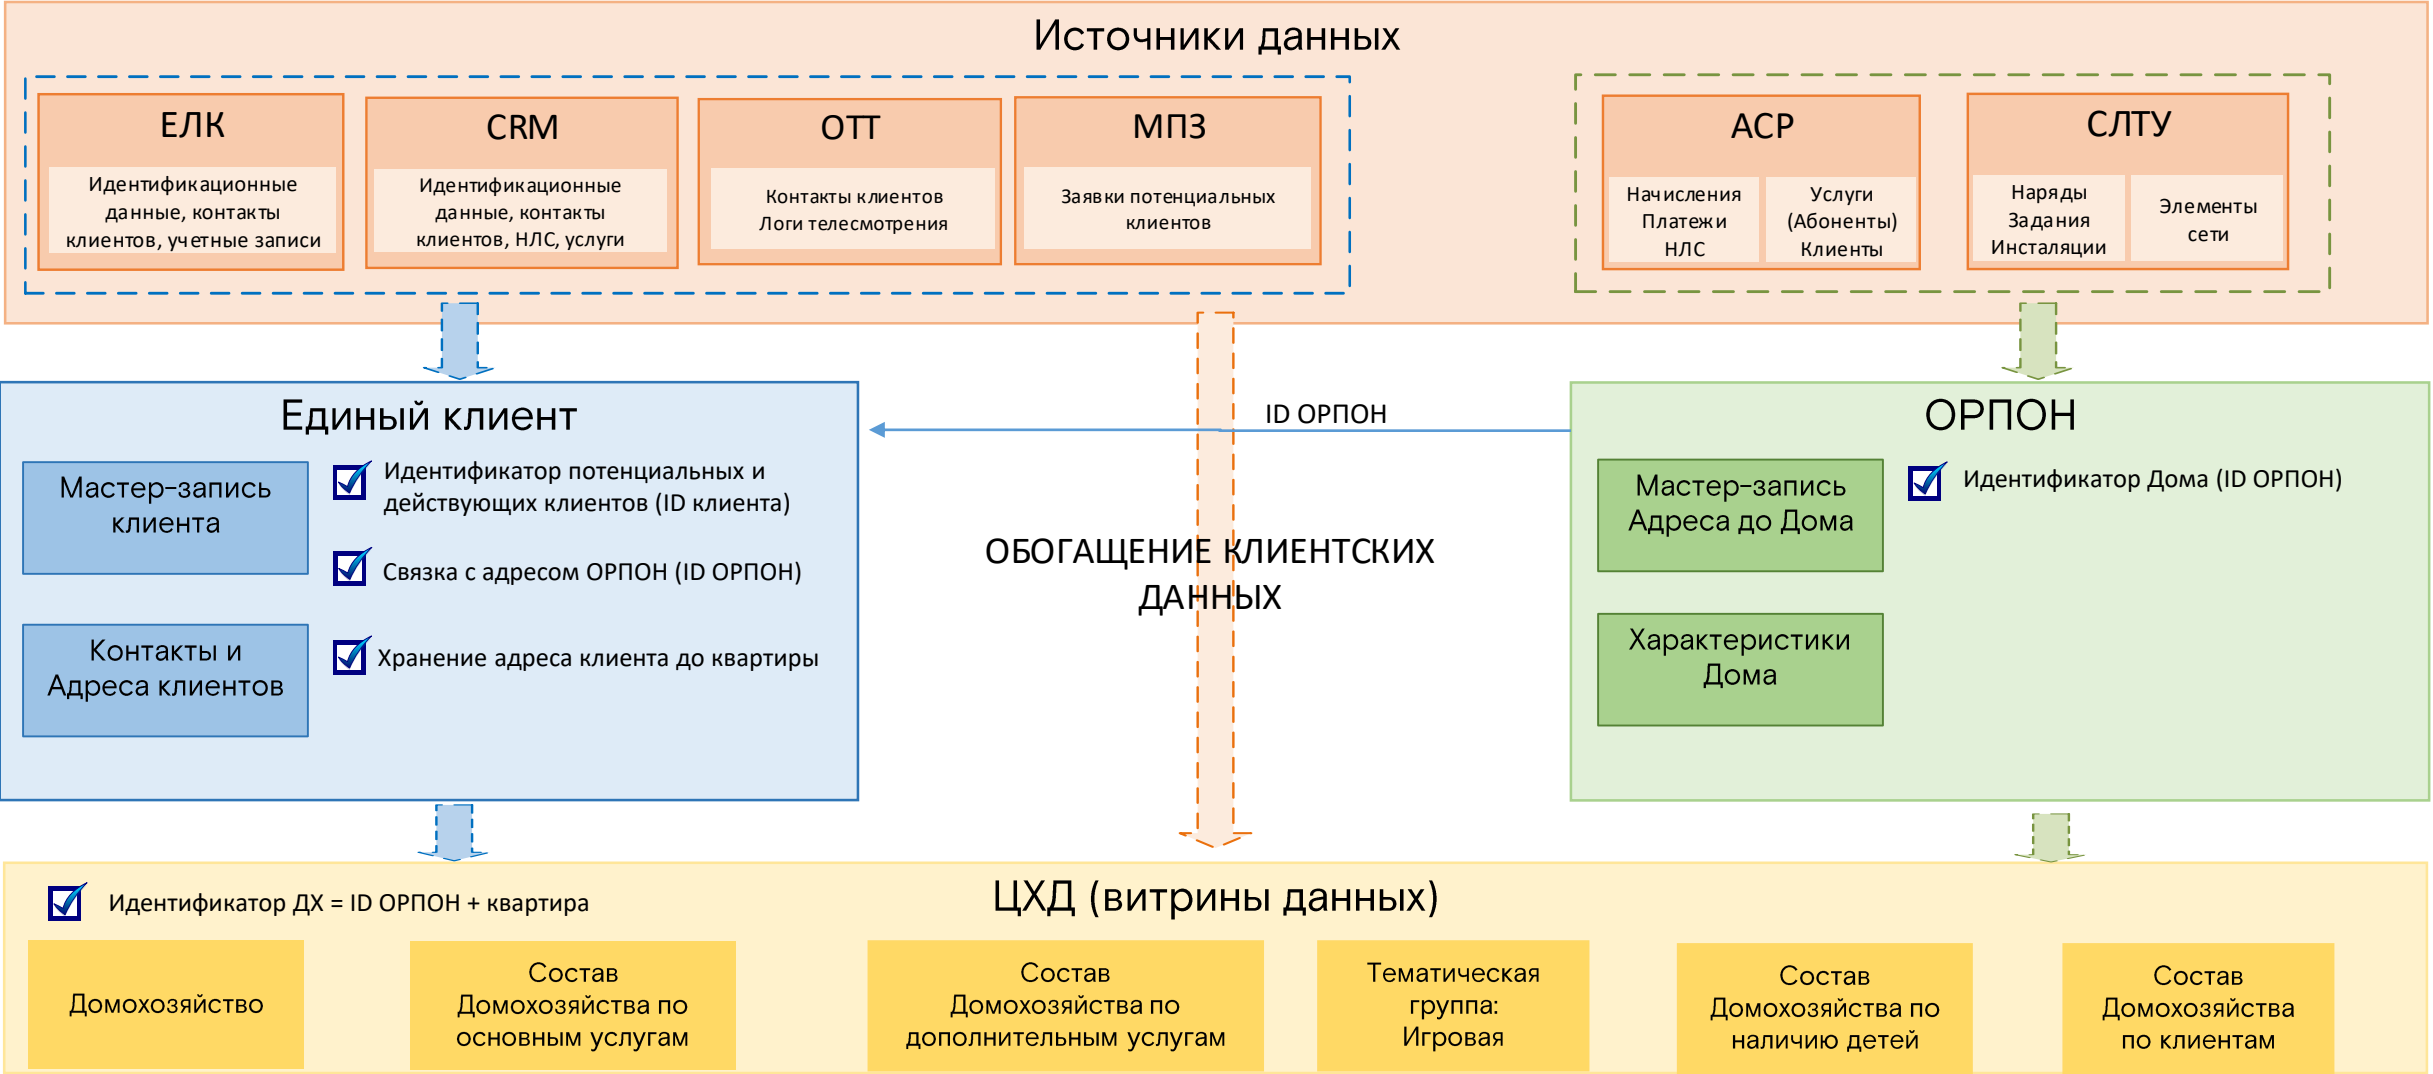 Источники данных
ЕЛК
Идентификационные
данные, контакты
клиентов, учетные записи
CRM
Идентификационные
данные, контакты
клиентов, НЛС, услуги
ОТТ
Контакты клиентов
Логи телесмотрения
МПЗ
Заявки потенциальных
клиентов
АСР
Начисления
Платежи
НЛС
Услуги
(Абоненты)
Клиенты
СЛТУ
Наряды
Задания
Инсталяции
Элементы
сети
Единый клиент
Мастер-запись
клиента
Идентификатор потенциальных и
действующих клиентов (ID клиента)
Связка с адресом ОРПОН (ID ОРПОН)
Контакты и
Адреса клиентов
Хранение адреса клиента до квартиры
ID ОРПОН
ОБОГАЩЕНИЕ КЛИЕНТСКИХ
ДАННЫХ
ОРПОН
Мастер-запись
Адреса до Дома
Идентификатор Дома (ID ОРПОН)
Характеристики
Дома
ЦХД (витрины данных)
Идентификатор ДХ = ID ОРПОН + квартира
Домохозяйство
Состав
Домохозяйства по
основным услугам
Состав
Домохозяйства по
дополнительным услугам
Тематическая
группа:
Игровая
Состав
Домохозяйства по
наличию детей
Состав
Домохозяйства
по клиентам